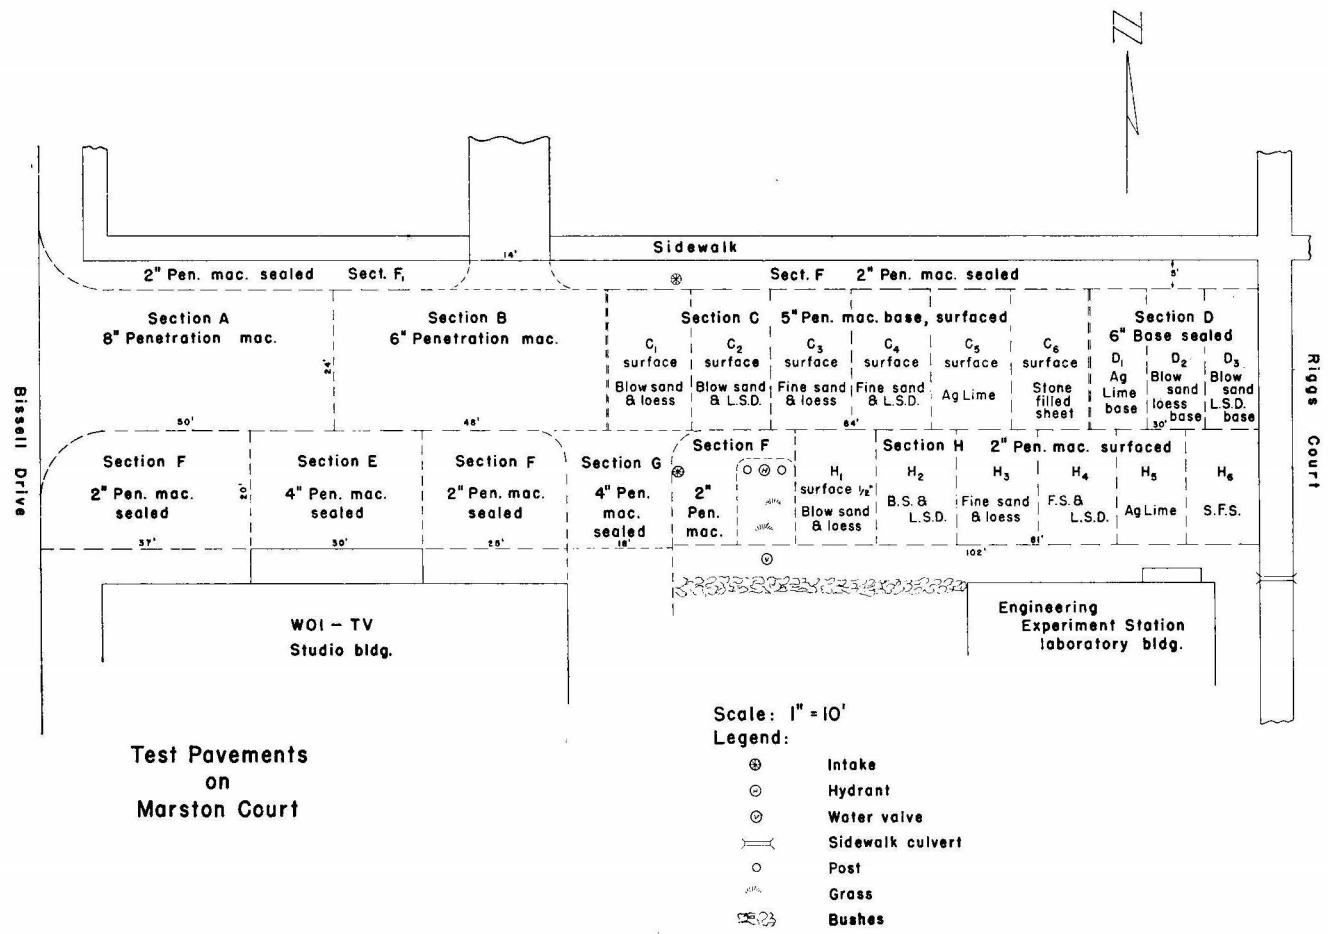 N
Sidewalk
14'
2" Pen. mac. sealed Sect. F₁
Sect. F 2" Pen. mac. sealed
5'
Section A
8" Penetration mac.
24'
50'
Section B
6" Penetration mac.
48'
Section C 5" Pen. mac. base, surfaced
C₁
surface
Blow sand
& loess
C₂
surface
Blow sand
& L.S.D.
C₃
surface
Fine sand
& loess
C₄
surface
Fine sand
& L.S.D.
C₅
surface
Ag Lime
C₆
surface
Stone
filled
sheet
64'
Section D
6" Base sealed
D₁
Ag
Lime
base
D₂
Blow
sand
loess
base
D₃
Blow
sand
L.S.D.
base
30'
Bissell Drive
Riggs Court
Section F
2" Pen. mac.
sealed
20'
37'
Section E
4" Pen. mac.
sealed
30'
Section F
2" Pen. mac.
sealed
25'
Section G
4" Pen.
mac.
sealed
18'
Section F
2"
Pen.
mac.
H
V
Section H 2" Pen. mac. surfaced
H₁
surface ½"
Blow sand
& loess
H₂
B.S. &
L.S.D.
H₃
Fine sand
& loess
H₄
F.S. &
L.S.D.
H₅
Ag Lime
H₆
S.F.S.
81'
102'
WOI - TV
Studio bldg.
Engineering
Experiment Station
laboratory bldg.
Test Pavements
on
Marston Court
Scale: 1" = 10'
Legend:
Intake
H Hydrant
V Water valve
Sidewalk culvert
Post
Grass
Bushes